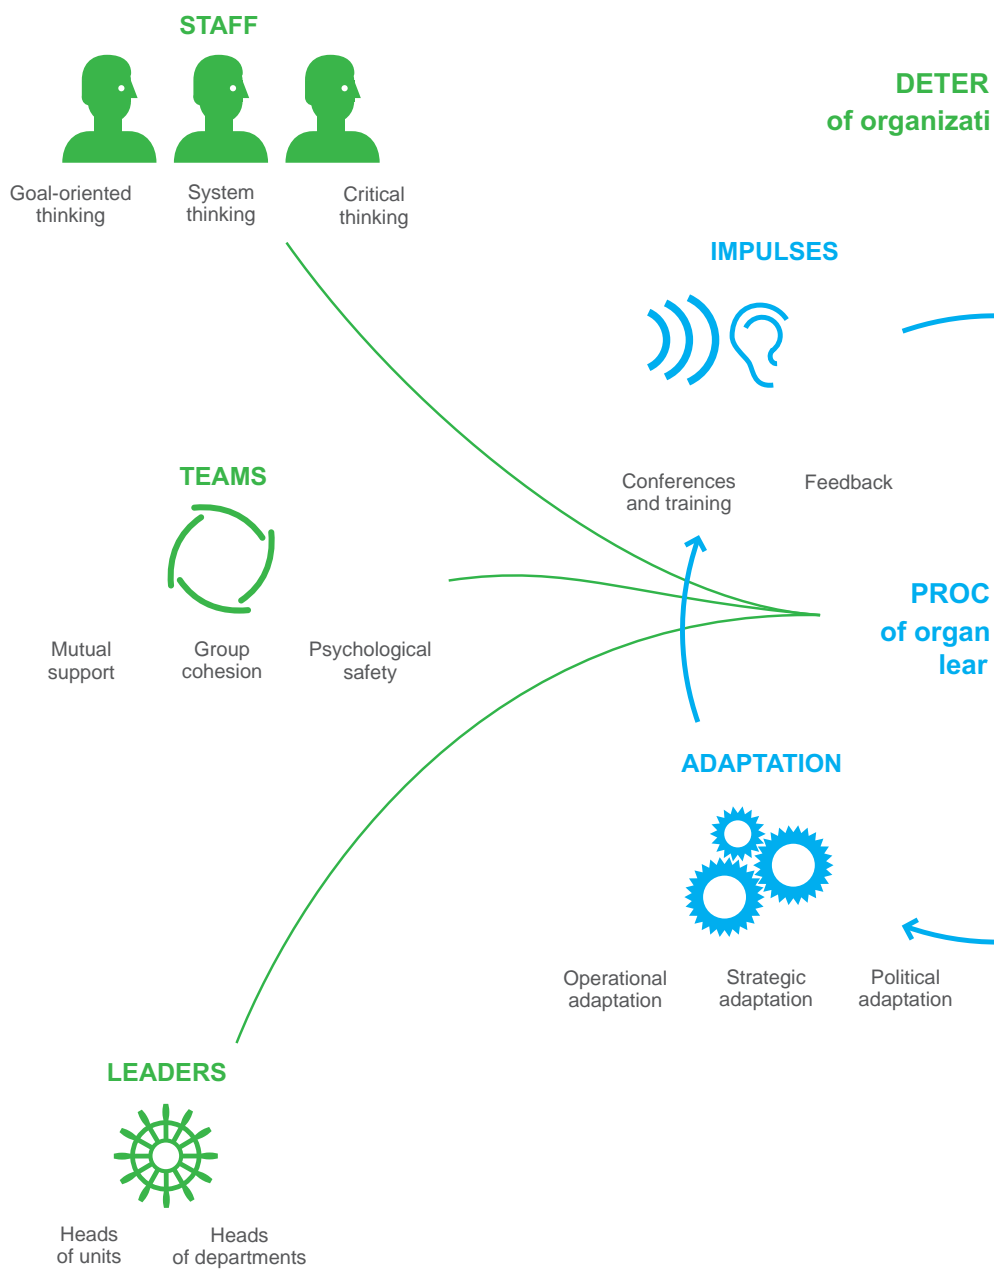 STAFF
Goal-oriented
thinking
System
thinking
Critical
thinking
DETER
of organizati
IMPULSES
Conferences
and training
Feedback
TEAMS
Mutual
support
Group
cohesion
Psychological
safety
PROC
of organ
lear
ADAPTATION
Operational
adaptation
Strategic
adaptation
Political
adaptation
LEADERS
Heads
of units
Heads
of departments